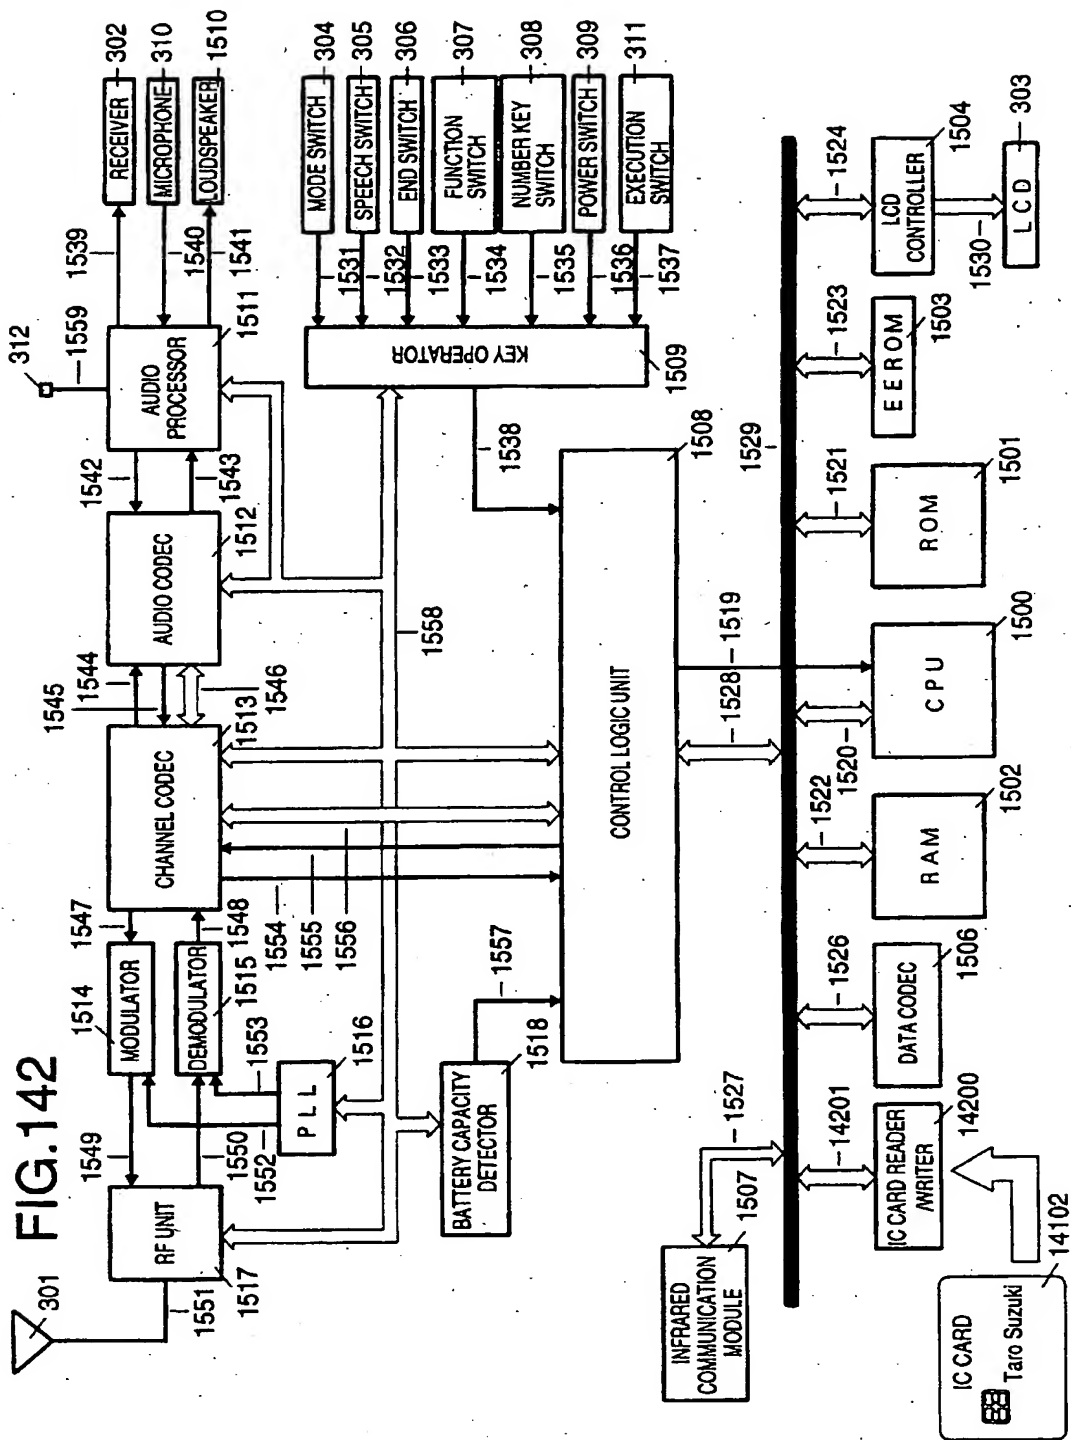 FIG.142
301
1551
RF UNIT
1517
1549
1550
1514
MODULATOR
DEMODULATOR
1515
1552
1553
PLL
1516
1547
1548
CHANNEL CODEC
1513
1545
1544
1546
AUDIO CODEC
1512
1542
1543
AUDIO
PROCESSOR
1511
312
1559
1539
1540
1541
RECEIVER
302
MICROPHONE
310
LOUDSPEAKER
1510
MODE SWITCH
304
SPEECH SWITCH
305
END SWITCH
306
FUNCTION
SWITCH
307
NUMBER KEY
SWITCH
308
POWER SWITCH
309
EXECUTION
SWITCH
311
1531
1532
1533
1534
1535
1536
1537
KEY OPERATOR
1509
1538
1558
1554
1555
1556
1557
BATTERY CAPACITY
DETECTOR
1518
CONTROL LOGIC UNIT
1508
1528
1519
1529
INFRARED
COMMUNICATION
MODULE
1507
1527
14201
1526
1522
1520
1521
1523
1524
IC CARD READER
/WRITER
14200
DATA CODEC
1506
RAM
1502
CPU
1500
ROM
1501
EEROM
1503
LCD
CONTROLLER
1504
1530
LCD
303
IC CARD
Taro Suzuki
14102